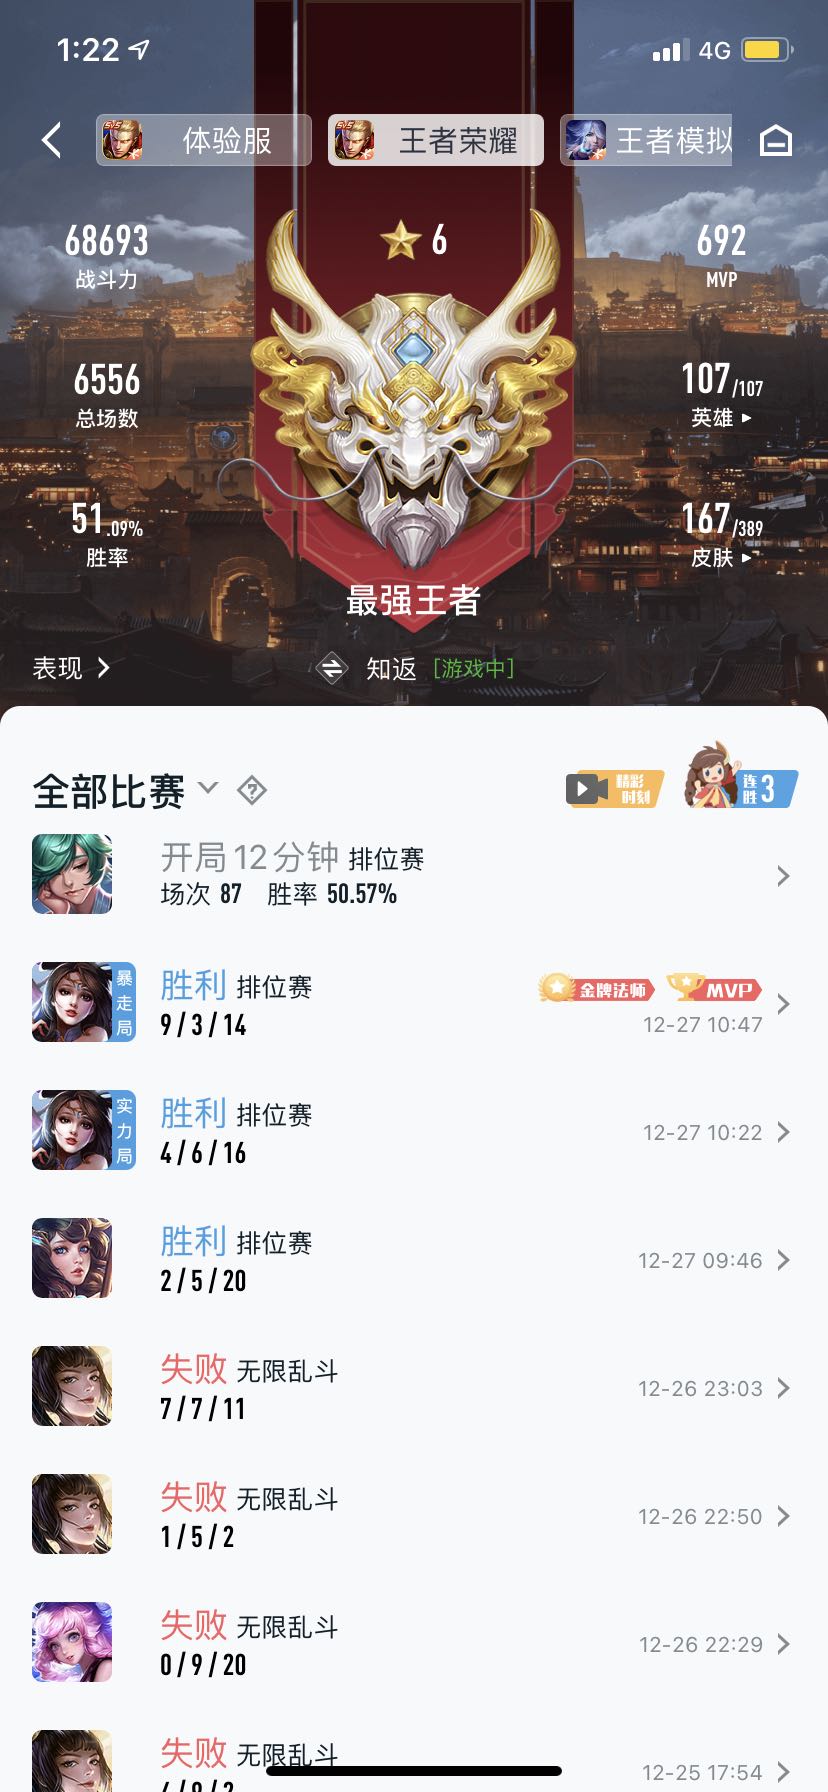 1:22 4G
体验服 王者荣耀 王者模拟
68693
战斗力
6
692
MVP
6556
总场数
107/107
英雄
51.09%
胜率
167/389
皮肤
最强王者
表现 知返 [游戏中]
全部比赛 精彩时刻 连胜3
开局12分钟 排位赛
场次 87 胜率 50.57%
暴走局
胜利 排位赛 金牌法师 MVP
9/3/14 12-27 10:47
实力局
胜利 排位赛
4/6/16 12-27 10:22
胜利 排位赛
2/5/20 12-27 09:46
失败 无限乱斗
7/7/11 12-26 23:03
失败 无限乱斗
1/5/2 12-26 22:50
失败 无限乱斗
0/9/20 12-26 22:29
失败 无限乱斗
12-25 17:54